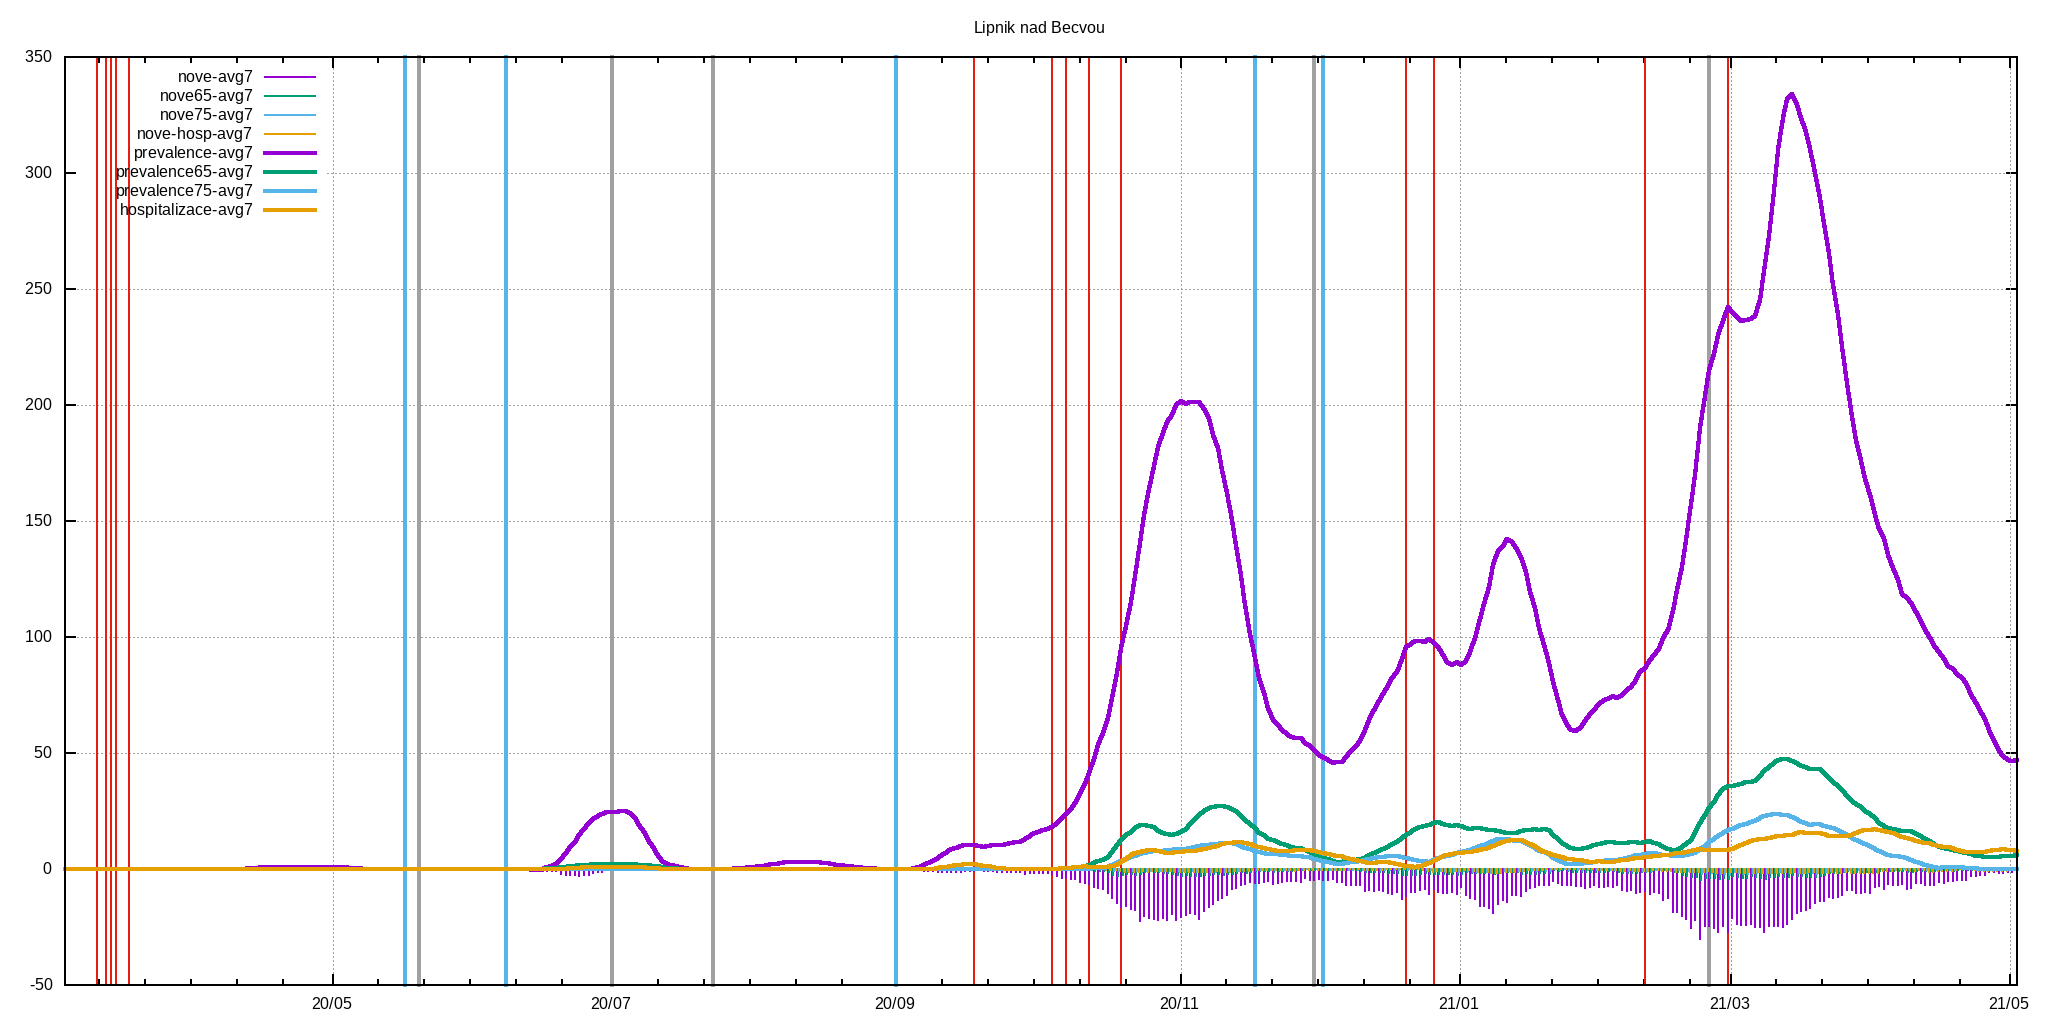 Lipnik nad Becvou
350
300
250
200
150
100
50
0
-50
nove-avg7
nove65-avg7
nove75-avg7
nove-hosp-avg7
prevalence-avg7
prevalence65-avg7
prevalence75-avg7
hospitalizace-avg7
20/05
20/07
20/09
20/11
21/01
21/03
21/05